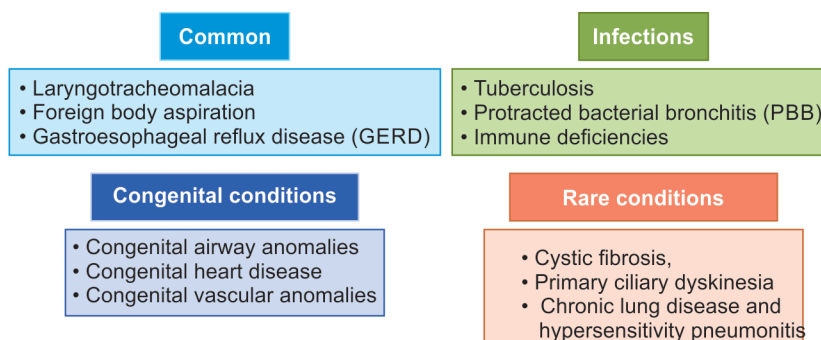 Common
• Laryngotracheomalacia
• Foreign body aspiration
• Gastroesophageal reflux disease (GERD)
Infections
• Tuberculosis
• Protracted bacterial bronchitis (PBB)
• Immune deficiencies
Congenital conditions
• Congenital airway anomalies
• Congenital heart disease
• Congenital vascular anomalies
Rare conditions
• Cystic fibrosis,
• Primary ciliary dyskinesia
• Chronic lung disease and
hypersensitivity pneumonitis